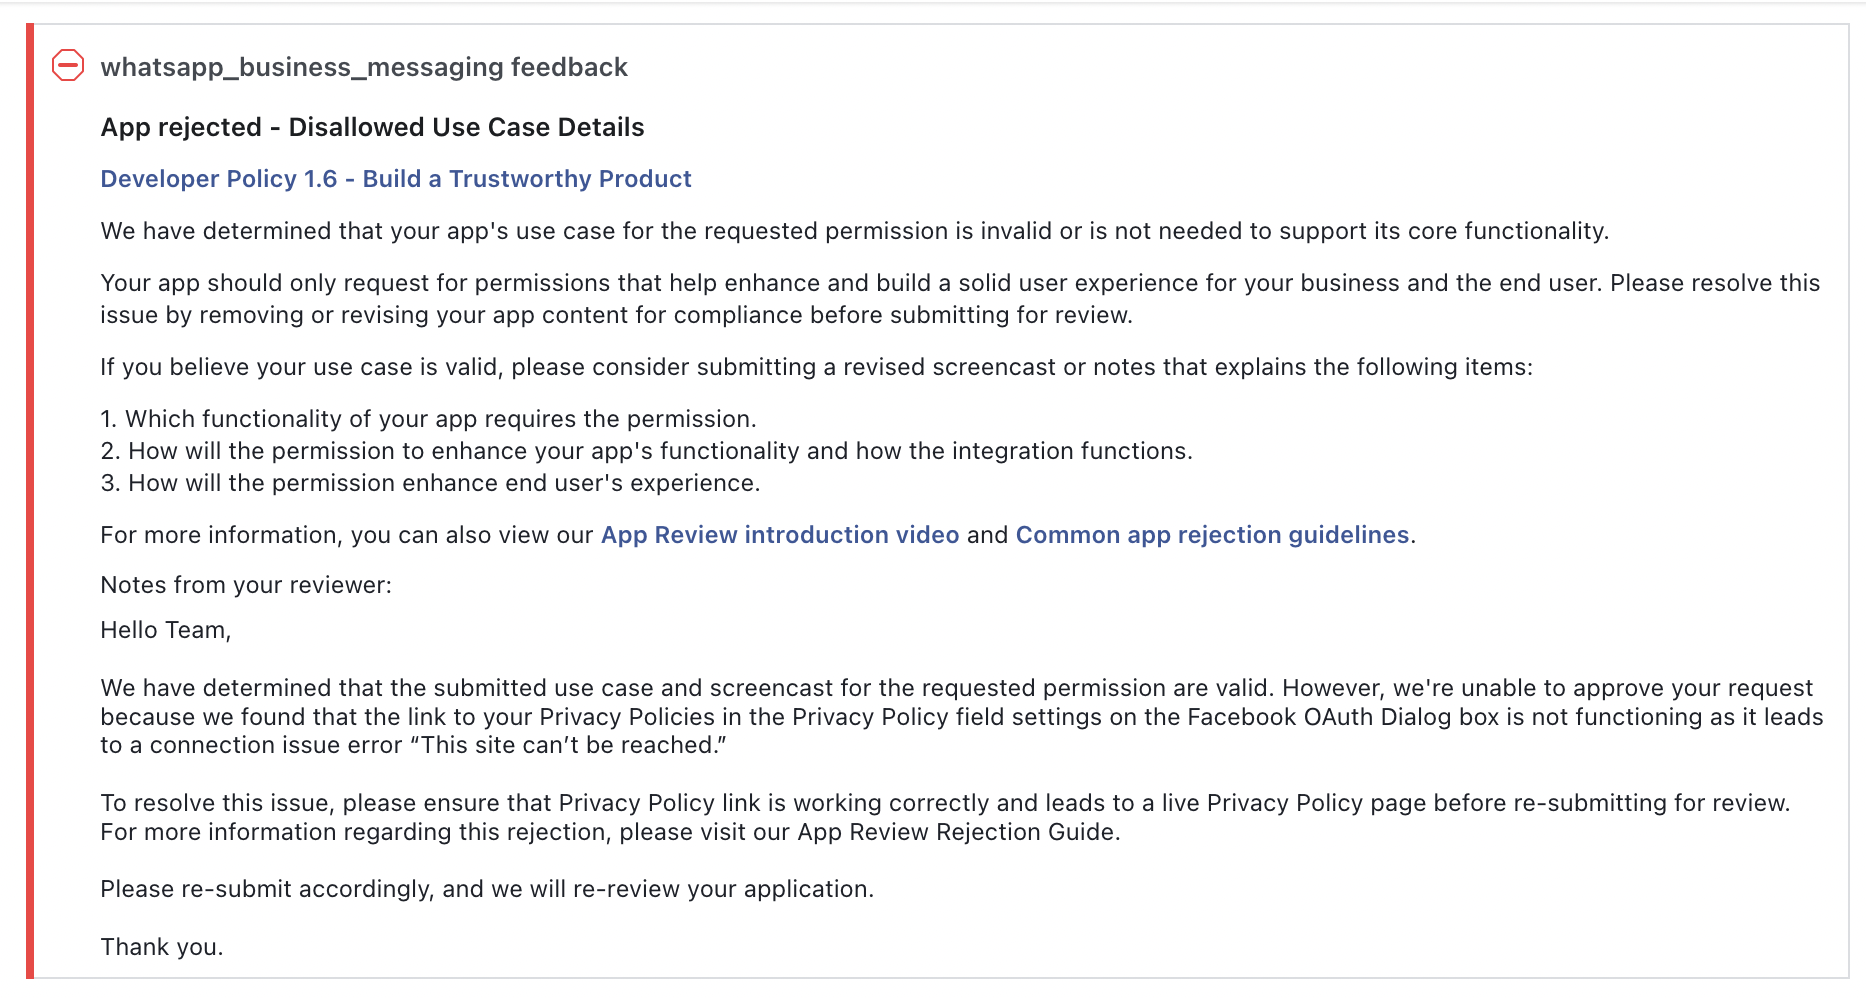 whatsapp_business_messaging feedback
App rejected - Disallowed Use Case Details
Developer Policy 1.6 - Build a Trustworthy Product
We have determined that your app's use case for the requested permission is invalid or is not needed to support its core functionality.
Your app should only request for permissions that help enhance and build a solid user experience for your business and the end user. Please resolve this
issue by removing or revising your app content for compliance before submitting for review.
If you believe your use case is valid, please consider submitting a revised screencast or notes that explains the following items:
1. Which functionality of your app requires the permission.
2. How will the permission to enhance your app's functionality and how the integration functions.
3. How will the permission enhance end user's experience.
For more information, you can also view our App Review introduction video and Common app rejection guidelines.
Notes from your reviewer:
Hello Team,
We have determined that the submitted use case and screencast for the requested permission are valid. However, we're unable to approve your request
because we found that the link to your Privacy Policies in the Privacy Policy field settings on the Facebook OAuth Dialog box is not functioning as it leads
to a connection issue error “This site can’t be reached.”
To resolve this issue, please ensure that Privacy Policy link is working correctly and leads to a live Privacy Policy page before re-submitting for review.
For more information regarding this rejection, please visit our App Review Rejection Guide.
Please re-submit accordingly, and we will re-review your application.
Thank you.